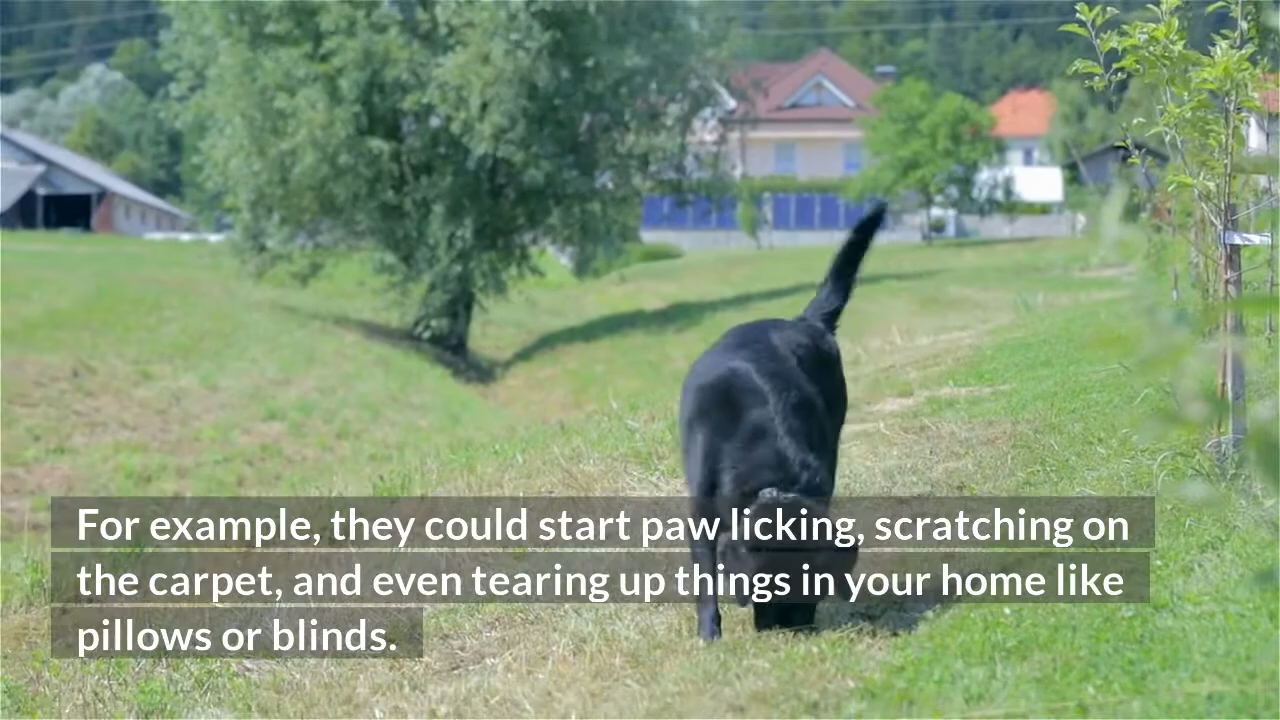 For example, they could start paw licking, scratching on
the carpet, and even tearing up things in your home like
pillows or blinds.